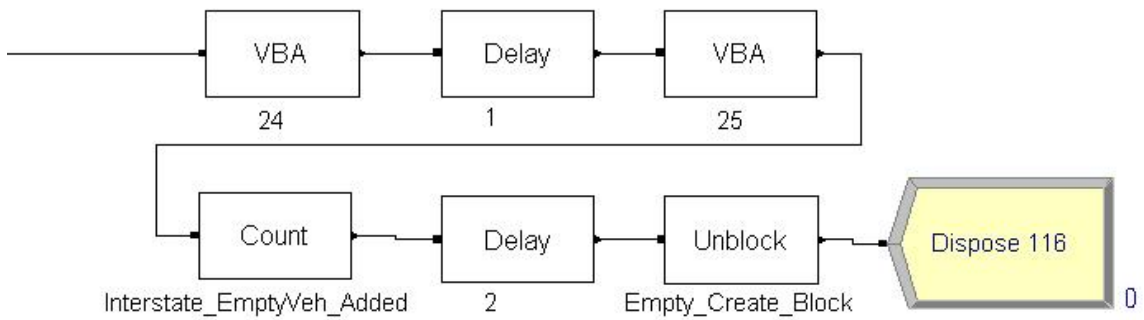 VBA
Delay
VBA
24
1
25
Count
Delay
Unblock
Dispose 116
Interstate_EmptyVeh_Added
2
Empty_Create_Block
0